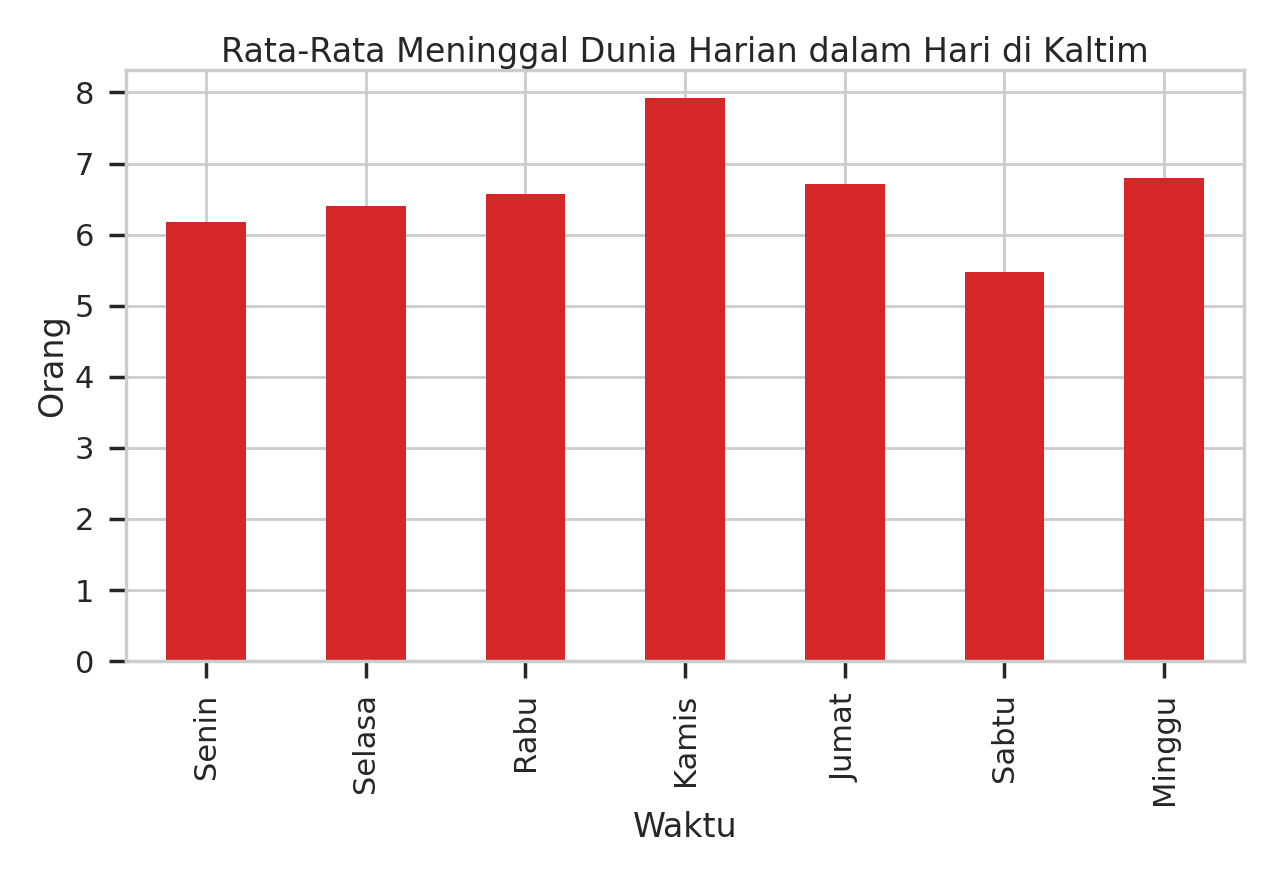 Rata-Rata Meninggal Dunia Harian dalam Hari di Kaltim
8
7
6
5
4
3
2
1
0
Orang
Senin
Selasa
Rabu
Kamis
Jumat
Sabtu
Minggu
Waktu